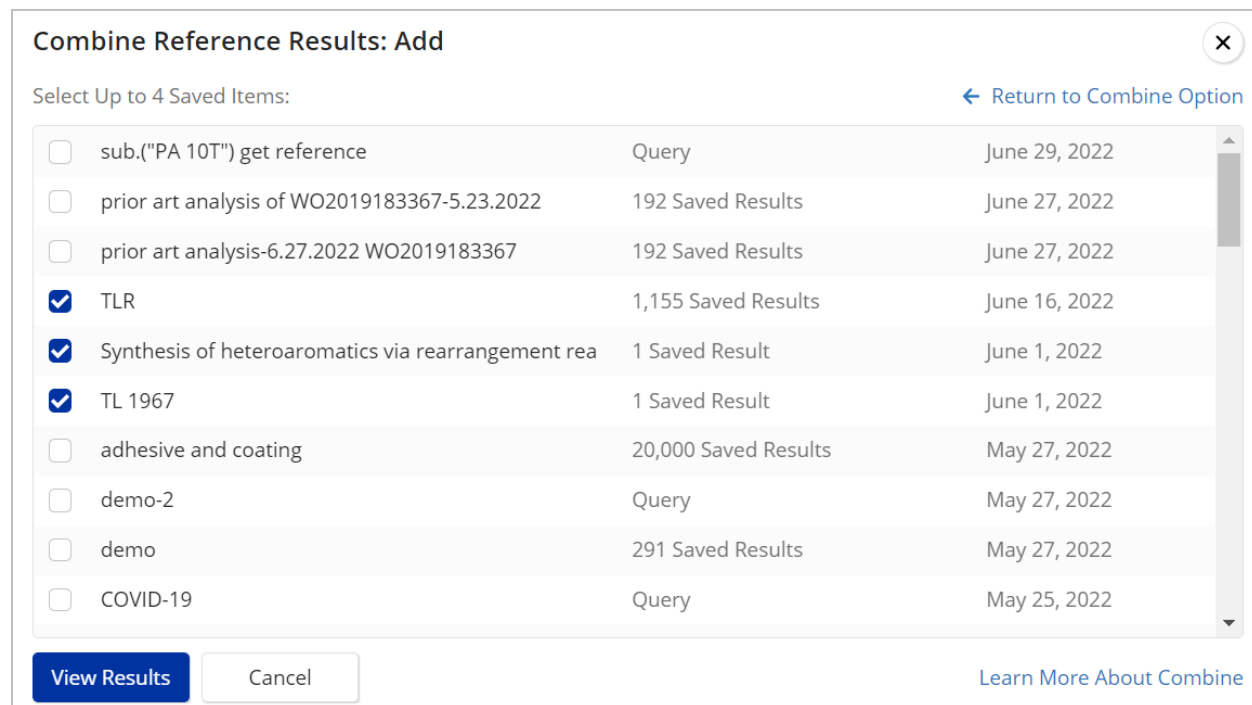 Combine Reference Results: Add
Select Up to 4 Saved Items:
Return to Combine Option
sub.("PA 10T") get reference Query June 29, 2022
prior art analysis of WO2019183367-5.23.2022 192 Saved Results June 27, 2022
prior art analysis-6.27.2022 WO2019183367 192 Saved Results June 27, 2022
TLR 1,155 Saved Results June 16, 2022
Synthesis of heteroaromatics via rearrangement rea 1 Saved Result June 1, 2022
TL 1967 1 Saved Result June 1, 2022
adhesive and coating 20,000 Saved Results May 27, 2022
demo-2 Query May 27, 2022
demo 291 Saved Results May 27, 2022
COVID-19 Query May 25, 2022
View Results Cancel Learn More About Combine